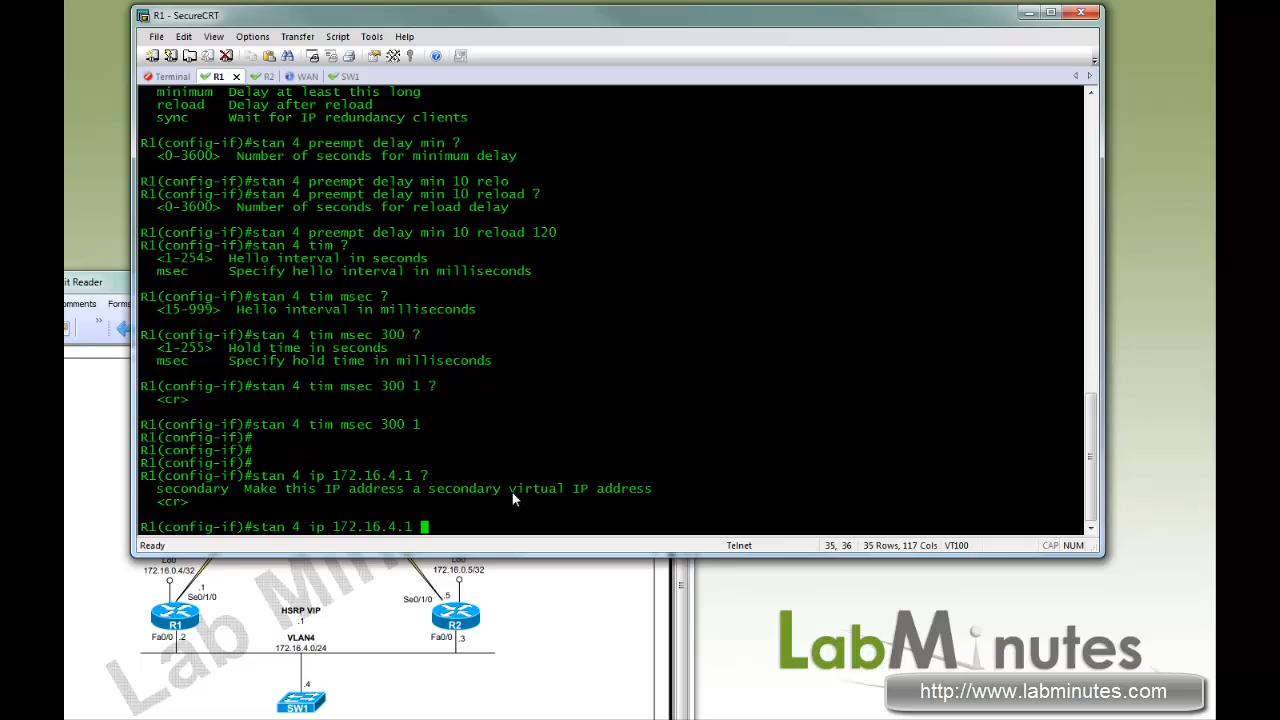 R1 - SecureCRT
File Edit View Options Transfer Script Tools Help
Terminal R1 R2 WAN SW1
minimum Delay at least this long
reload Delay after reload
sync Wait for IP redundancy clients
R1(config-if)#stan 4 preempt delay min ?
<0-3600> Number of seconds for minimum delay
R1(config-if)#stan 4 preempt delay min 10 relo
R1(config-if)#stan 4 preempt delay min 10 reload ?
<0-3600> Number of seconds for reload delay
R1(config-if)#stan 4 preempt delay min 10 reload 120
R1(config-if)#stan 4 tim ?
<1-254> Hello interval in seconds
msec Specify hello interval in milliseconds
R1(config-if)#stan 4 tim msec ?
<15-999> Hello interval in milliseconds
R1(config-if)#stan 4 tim msec 300 ?
<1-255> Hold time in seconds
msec Specify hold time in milliseconds
R1(config-if)#stan 4 tim msec 300 1 ?
<cr>
R1(config-if)#stan 4 tim msec 300 1
R1(config-if)#
R1(config-if)#
R1(config-if)#
R1(config-if)#stan 4 ip 172.16.4.1 ?
secondary Make this IP address a secondary virtual IP address
<cr>
R1(config-if)#stan 4 ip 172.16.4.1
Ready Telnet 35, 36 35 Rows, 117 Cols VT100 CAP NUM
it Reader
omments Forms
172.16.0.4/32 172.16.0.5/32
.1 .5
Se0/1/0 Se0/1/0
HSRP VIP
.1
R1 R2
Fa0/0 .2 VLAN4 Fa0/0 .3
172.16.4.0/24
.4
SW1
Lab Minutes
LabMinutes
http://www.labminutes.com